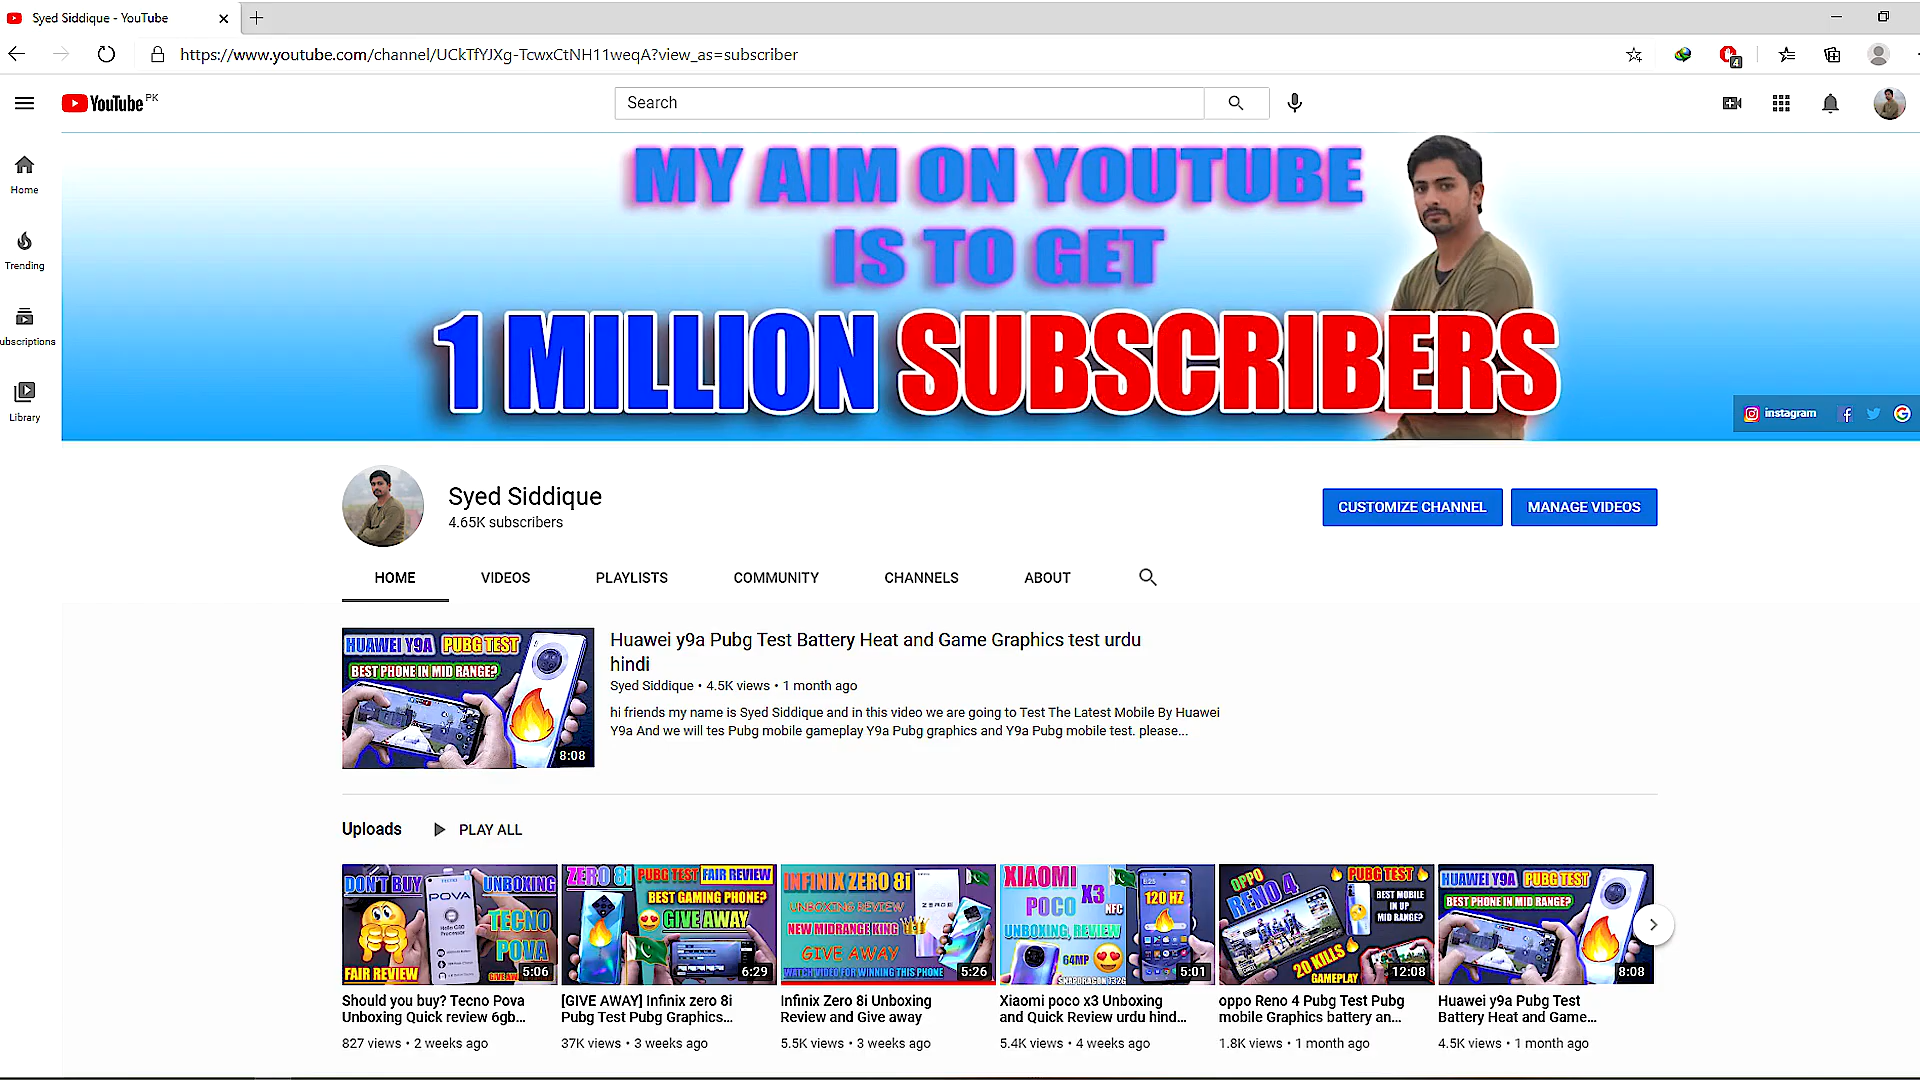 Syed Siddique - YouTube
https://www.youtube.com/channel/UCkTfYJXg-TcwxCtNH11weqA?view_as=subscriber
4
YouTube PK
Search
Home
Trending
ubscriptions
Library
MY AIM ON YOUTUBE
IS TO GET
1 MILLION SUBSCRIBERS
instagram
Syed Siddique
4.65K subscribers
CUSTOMIZE CHANNEL
MANAGE VIDEOS
HOME VIDEOS PLAYLISTS COMMUNITY CHANNELS ABOUT
HUAWEI Y9A PUBG TEST
BEST PHONE IN MID RANGE?
8:08
Huawei y9a Pubg Test Battery Heat and Game Graphics test urdu
hindi
Syed Siddique • 4.5K views • 1 month ago
hi friends my name is Syed Siddique and in this video we are going to Test The Latest Mobile By Huawei
Y9a And we will tes Pubg mobile gameplay Y9a Pubg graphics and Y9a Pubg mobile test. please...
Uploads PLAY ALL
DON'T BUY UNBOXING
POVA
TECNO
POVA
FAIR REVIEW
5:06
Should you buy? Tecno Pova
Unboxing Quick review 6gb...
827 views • 2 weeks ago
ZERO 8i PUBG TEST FAIR REVIEW
BEST GAMING PHONE?
GIVE AWAY
6:29
[GIVE AWAY] Infinix zero 8i
Pubg Test Pubg Graphics...
37K views • 3 weeks ago
INFINIX ZERO 8i
UNBOXING REVIEW
NEW MIDRANGE KING
GIVE AWAY
WATCH VIDEO FOR WINNING THIS PHONE
5:26
Infinix Zero 8i Unboxing
Review and Give away
5.5K views • 3 weeks ago
XIAOMI
POCO X3
NFC
120 HZ
UNBOXING, REVIEW
64MP
SNAPDRAGON 732G
5:01
Xiaomi poco x3 Unboxing
and Quick Review urdu hind...
5.4K views • 4 weeks ago
OPPO
RENO 4
PUBG TEST
BEST MOBILE
IN UP
MID RANGE?
20 KILLS
GAMEPLAY
12:08
oppo Reno 4 Pubg Test Pubg
mobile Graphics battery an...
1.8K views • 1 month ago
HUAWEI Y9A PUBG TEST
BEST PHONE IN MID RANGE?
8:08
Huawei y9a Pubg Test
Battery Heat and Game...
4.5K views • 1 month ago